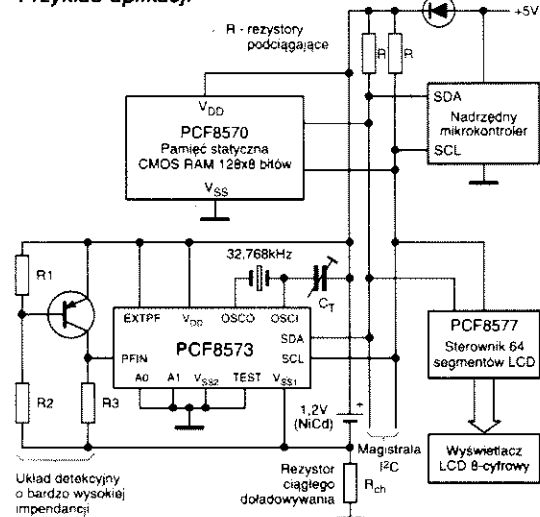 Przykład aplikacji
R - rezystory
podciągające
+5V
R
R
VDD
PCF8570
Pamięć statyczna
CMOS RAM 128x8 bitów
VSS
SDA
Nadrzędny
mikrokontroler
SCL
32,768kHz
CT
R1
R2
R3
EXTPF
VDD
OSCO
OSCI
SDA
PCF8573
PFIN
SCL
A0
A1
VSS2
TEST
VSS1
PCF8577
Sterownik 64
segmentów LCD
1,2V
(NiCd)
+
Magistrala
I²C
Wyświetlacz
LCD 8-cyfrowy
Układ detekcyjny
o bardzo wysokiej
impendancji
Rezystor
ciągłego
doładowywania
Rch